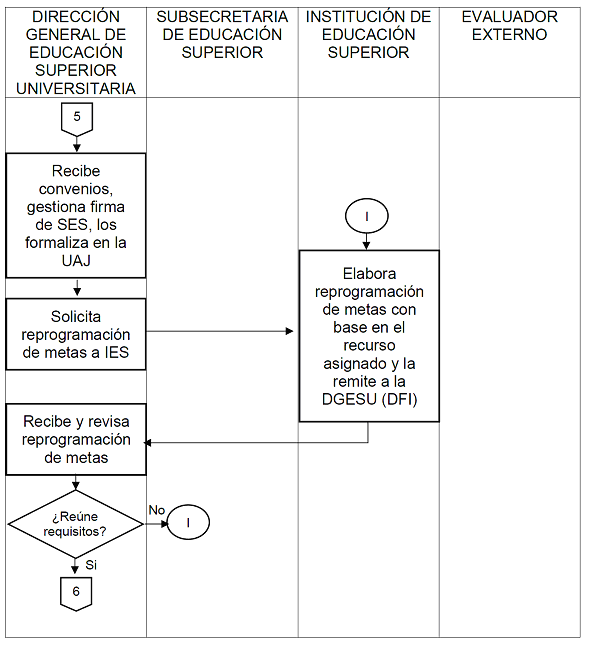 DIRECCIÓN
GENERAL DE
EDUCACIÓN
SUPERIOR
UNIVERSITARIA
SUBSECRETARIA
DE EDUCACIÓN
SUPERIOR
INSTITUCIÓN DE
EDUCACIÓN
SUPERIOR
EVALUADOR
EXTERNO
5
Recibe
convenios,
gestiona firma
de SES, los
formaliza en la
UAJ
I
Solicita
reprogramación
de metas a IES
Elabora
reprogramación
de metas con
base en el
recurso
asignado y la
remite a la
DGESU (DFI)
Recibe y revisa
reprogramación
de metas
¿Reúne
requisitos?
No
I
Si
6